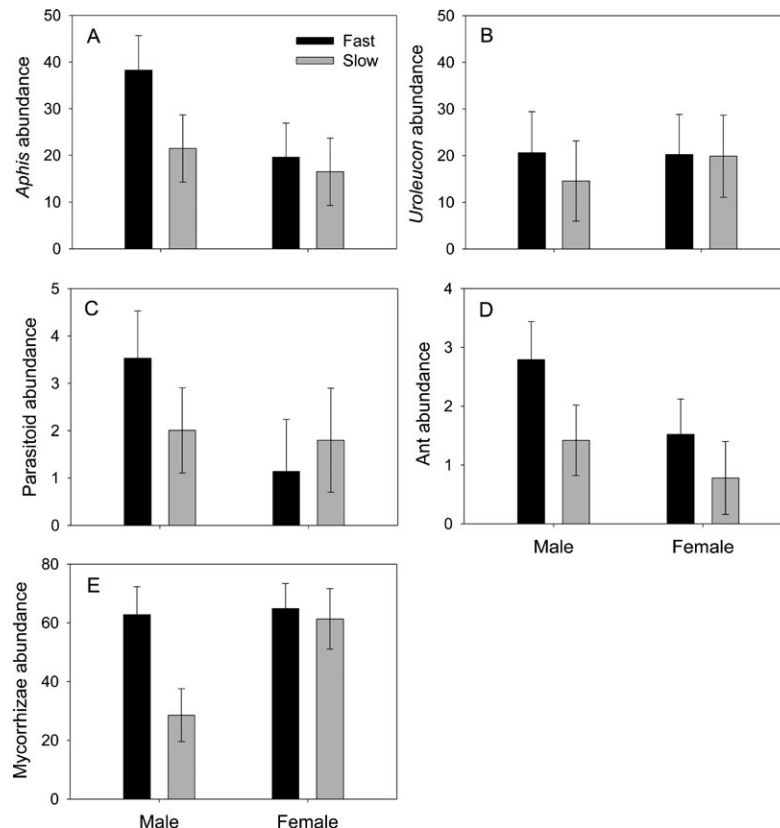 A
Fast
Slow
Aphis abundance
50
40
30
20
10
0
B
Uroleucon abundance
50
40
30
20
10
0
C
Parasitoid abundance
5
4
3
2
1
0
D
Ant abundance
4
3
2
1
0
Male Female
E
Mycorrhizae abundance
80
60
40
20
0
Male Female